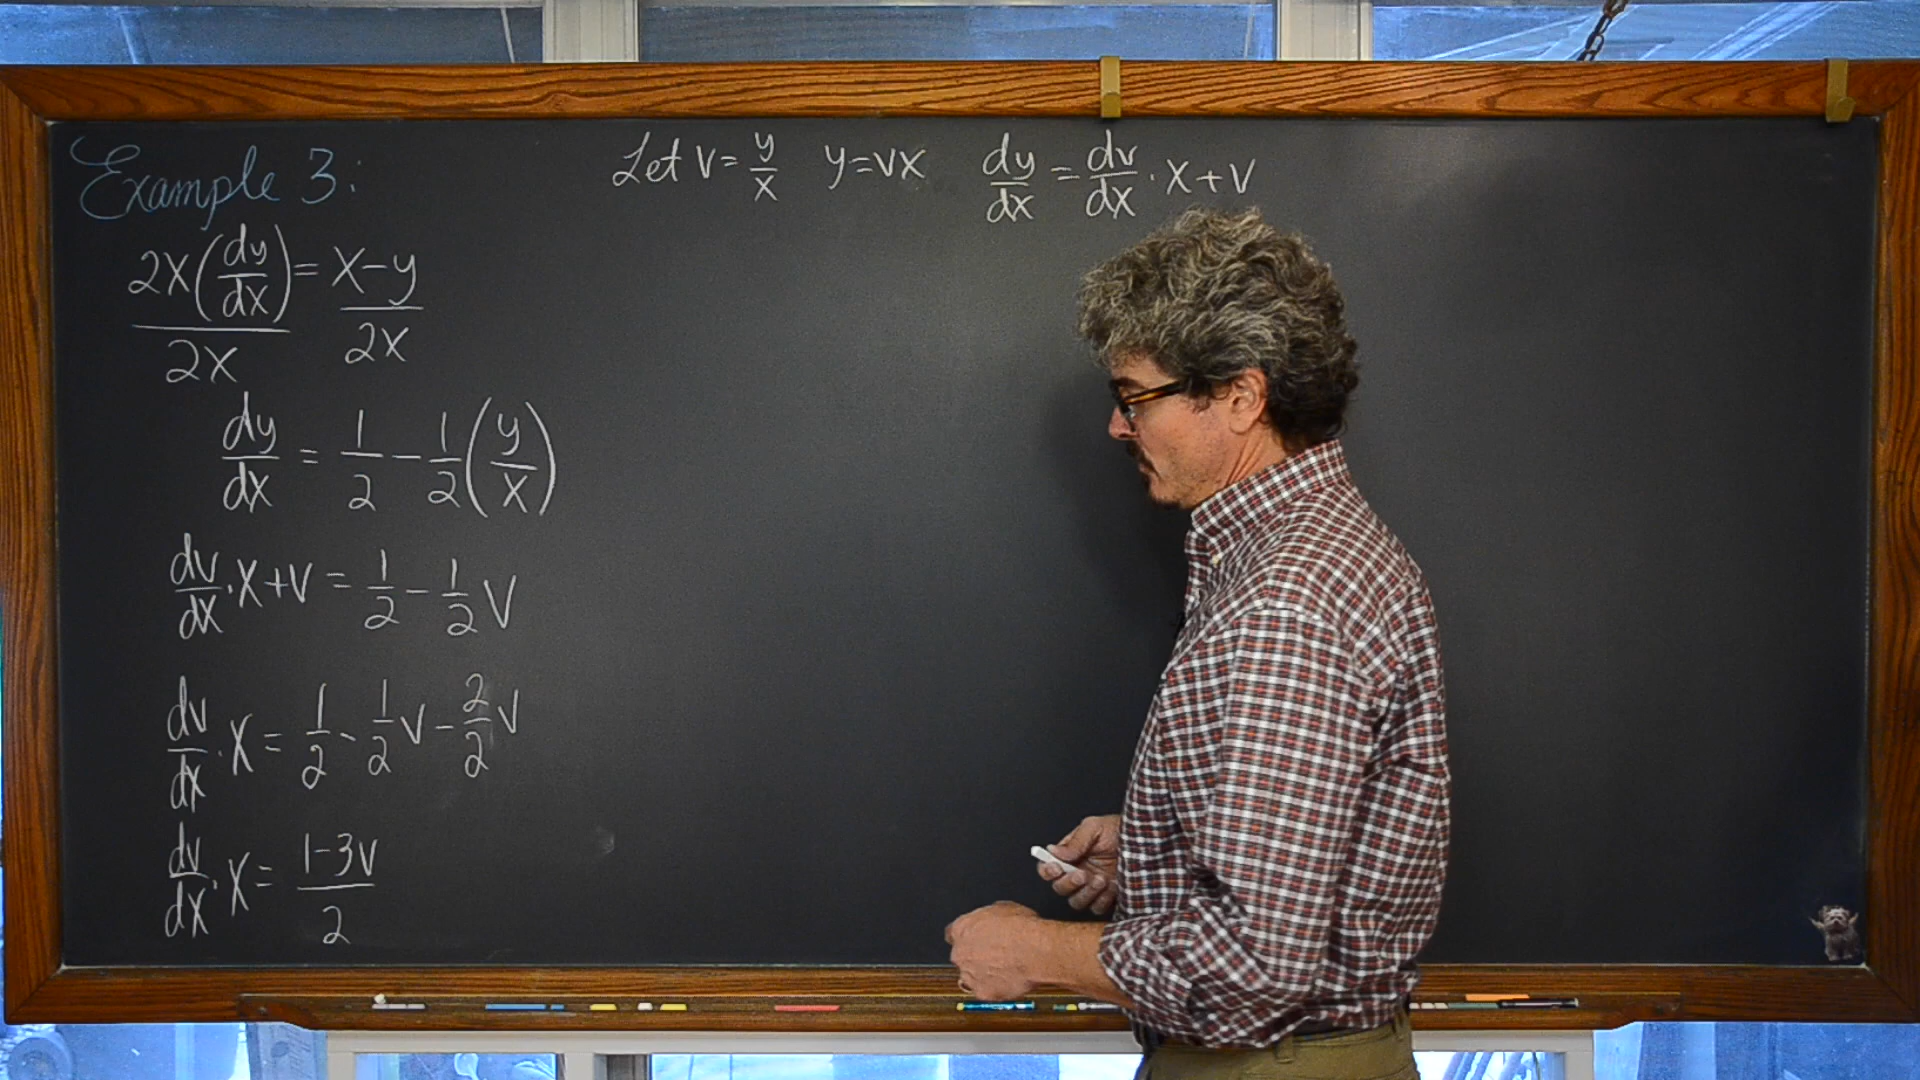 Example 3:
Let v = y/x   y = vx   dy/dx = dv/dx · x + v
2x(dy/dx)/2x = x-y/2x
dy/dx = 1/2 - 1/2(y/x)
dv/dx · x + v = 1/2 - 1/2 v
dv/dx · x = 1/2 - 1/2 v - 2/2 v
dv/dx · x = 1-3v/2